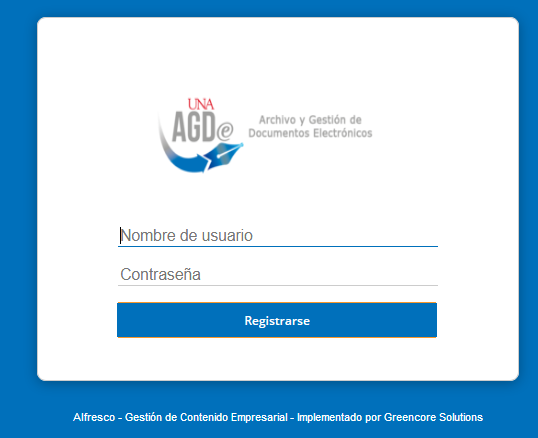 UNA
AGD@
Archivo y Gestión de
Documentos Electrónicos
Nombre de usuario
Contraseña
Registrarse
Alfresco - Gestión de Contenido Empresarial - Implementado por Greencore Solutions